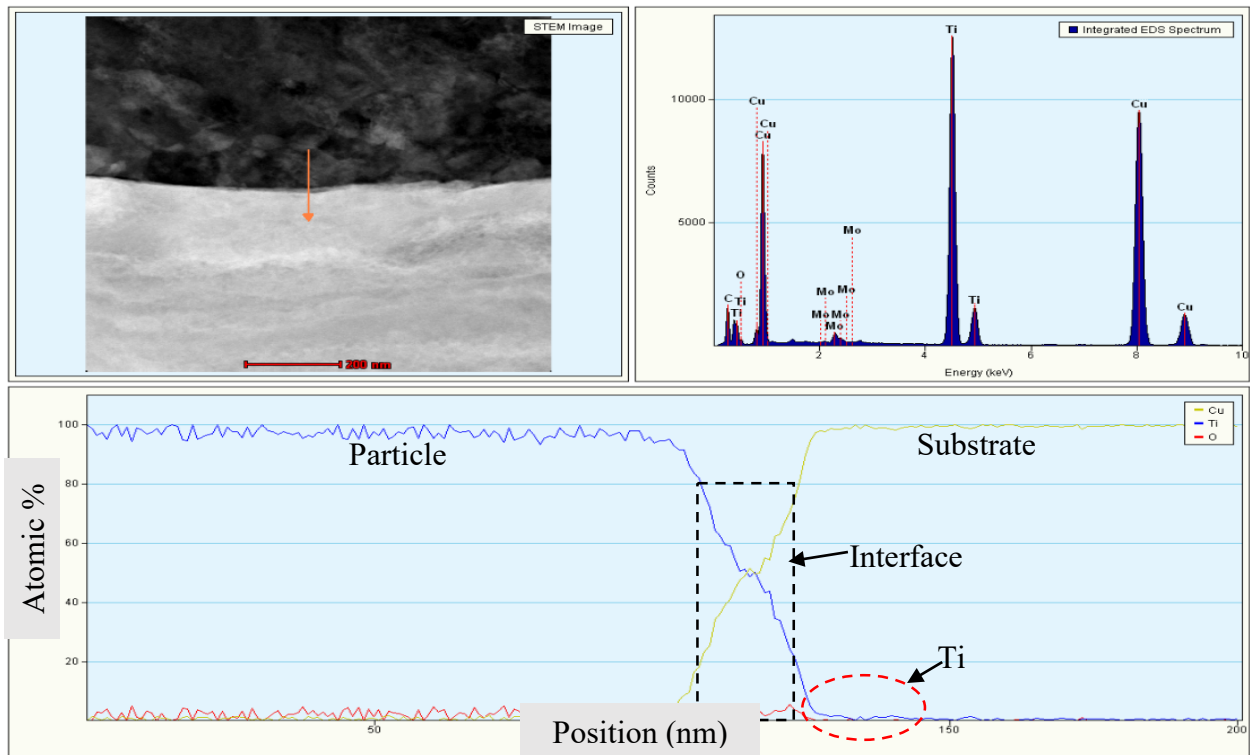 STEM Image
200 nm
Integrated EDS Spectrum
Counts
10000
5000
C
Ti
Ti
O
Cu
Cu
Cu
Mo
Mo
Mo
Mo
Mo
Mo
Ti
Ti
Cu
Cu
2 4 6 8 10
Energy (keV)
Cu
Ti
O
Atomic %
100
80
60
40
20
Particle
Substrate
Interface
Ti
50
150
200
Position (nm)